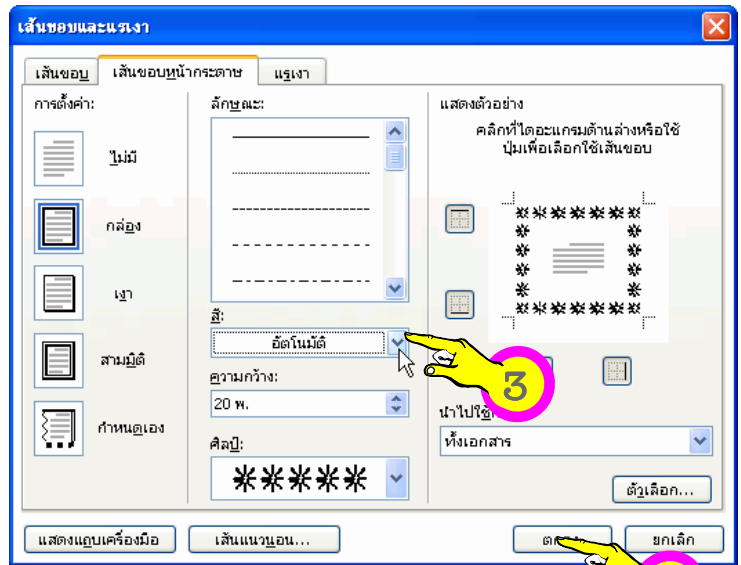 เส้นขอบและแรเงา
เส้นขอบ
เส้นขอบหน้ากระดาษ
แรเงา
การตั้งค่า:
ไม่มี
กล่อง
เงา
สามมิติ
กำหนดเอง
ลักษณะ:
สี:
อัตโนมัติ
ความกว้าง:
20 พ.
ศิลป์:
แสดงตัวอย่าง
คลิกที่ไดอะแกรมด้านล่างหรือใช้
ปุ่มเพื่อเลือกใช้เส้นขอบ
3
ทั้งเอกสาร
ตัวเลือก...
แสดงแถบเครื่องมือ
เส้นแนวนอน...
ยกเลิก